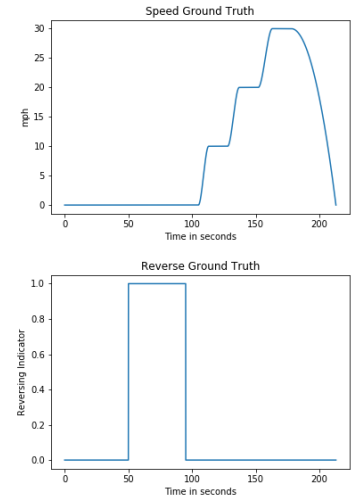 Speed Ground Truth
mph
30
25
20
15
10
5
0
0 50 100 150 200
Time in seconds
Reverse Ground Truth
Reversing Indicator
1.0
0.8
0.6
0.4
0.2
0.0
0 50 100 150 200
Time in seconds